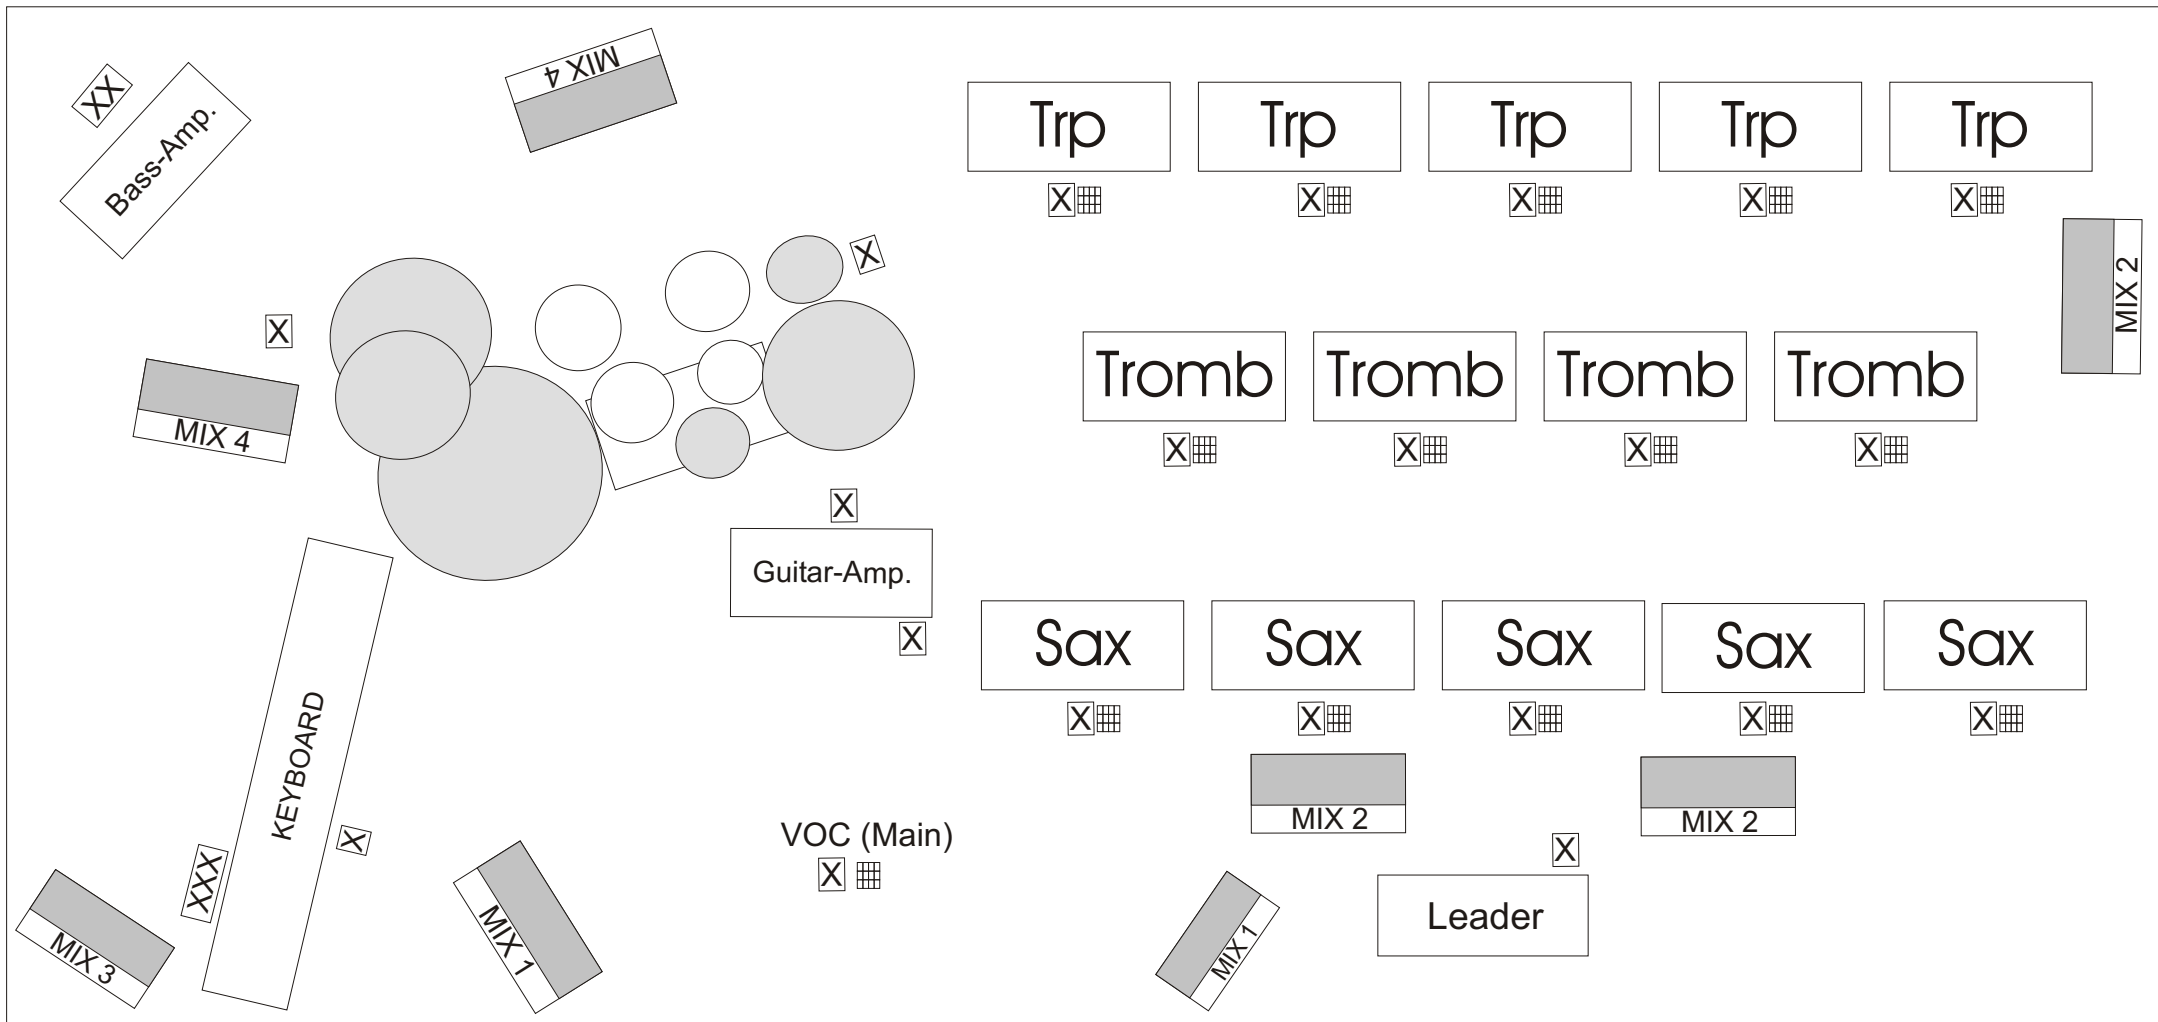 MIX 4
XX
Bass-Amp.
Trp Trp Trp Trp Trp
X X X X X
X
MIX 2
X
Tromb Tromb Tromb Tromb
MIX 4
X X X X
X
Guitar-Amp.
X
Sax Sax Sax Sax Sax
X X X X X
KEYBOARD
X
XXX
MIX 3
MIX 1
VOC (Main)
X
MIX 2 MIX 2
X
Leader
MIX 1